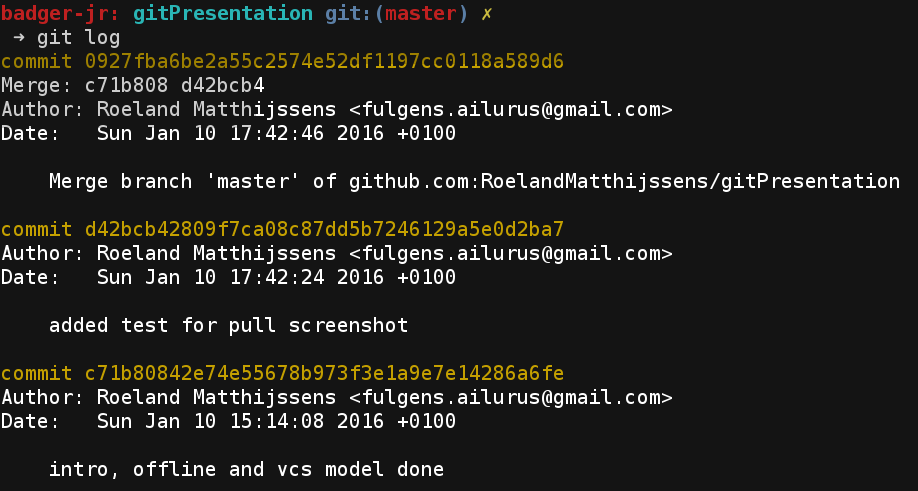 badger-jr: gitPresentation git:(master) ✗
→ git log
commit 0927fba6be2a55c2574e52df1197cc0118a589d6
Merge: c71b808 d42bcb4
Author: Roeland Matthijssens <fulgens.ailurus@gmail.com>
Date:   Sun Jan 10 17:42:46 2016 +0100
Merge branch 'master' of github.com:RoelandMatthijssens/gitPresentation
commit d42bcb42809f7ca08c87dd5b7246129a5e0d2ba7
Author: Roeland Matthijssens <fulgens.ailurus@gmail.com>
Date:   Sun Jan 10 17:42:24 2016 +0100
added test for pull screenshot
commit c71b80842e74e55678b973f3e1a9e7e14286a6fe
Author: Roeland Matthijssens <fulgens.ailurus@gmail.com>
Date:   Sun Jan 10 15:14:08 2016 +0100
intro, offline and vcs model done